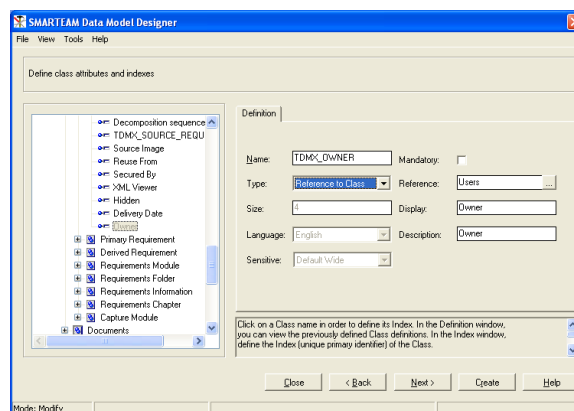 SMARTEAM Data Model Designer
File View Tools Help
Define class attributes and indexes
Decomposition sequence
TDMX_SOURCE_REQU
Source Image
Reuse From
Secured By
XML Viewer
Hidden
Delivery Date
Owner
Primary Requirement
Derived Requirement
Requirements Module
Requirements Folder
Requirements Information
Requirements Chapter
Capture Module
Documents
Definition
Name: TDMX_OWNER Mandatory:
Type: Reference to Class Reference: Users ...
Size: 4 Display: Owner
Language: English Description: Owner
Sensitive: Default Wide
Click on a Class name in order to define its Index. In the Definition window,
you can view the previously defined Class definitions. In the Index window,
define the Index (unique primary identifier) of the Class.
Close < Back Next > Create Help
Mode: Modify